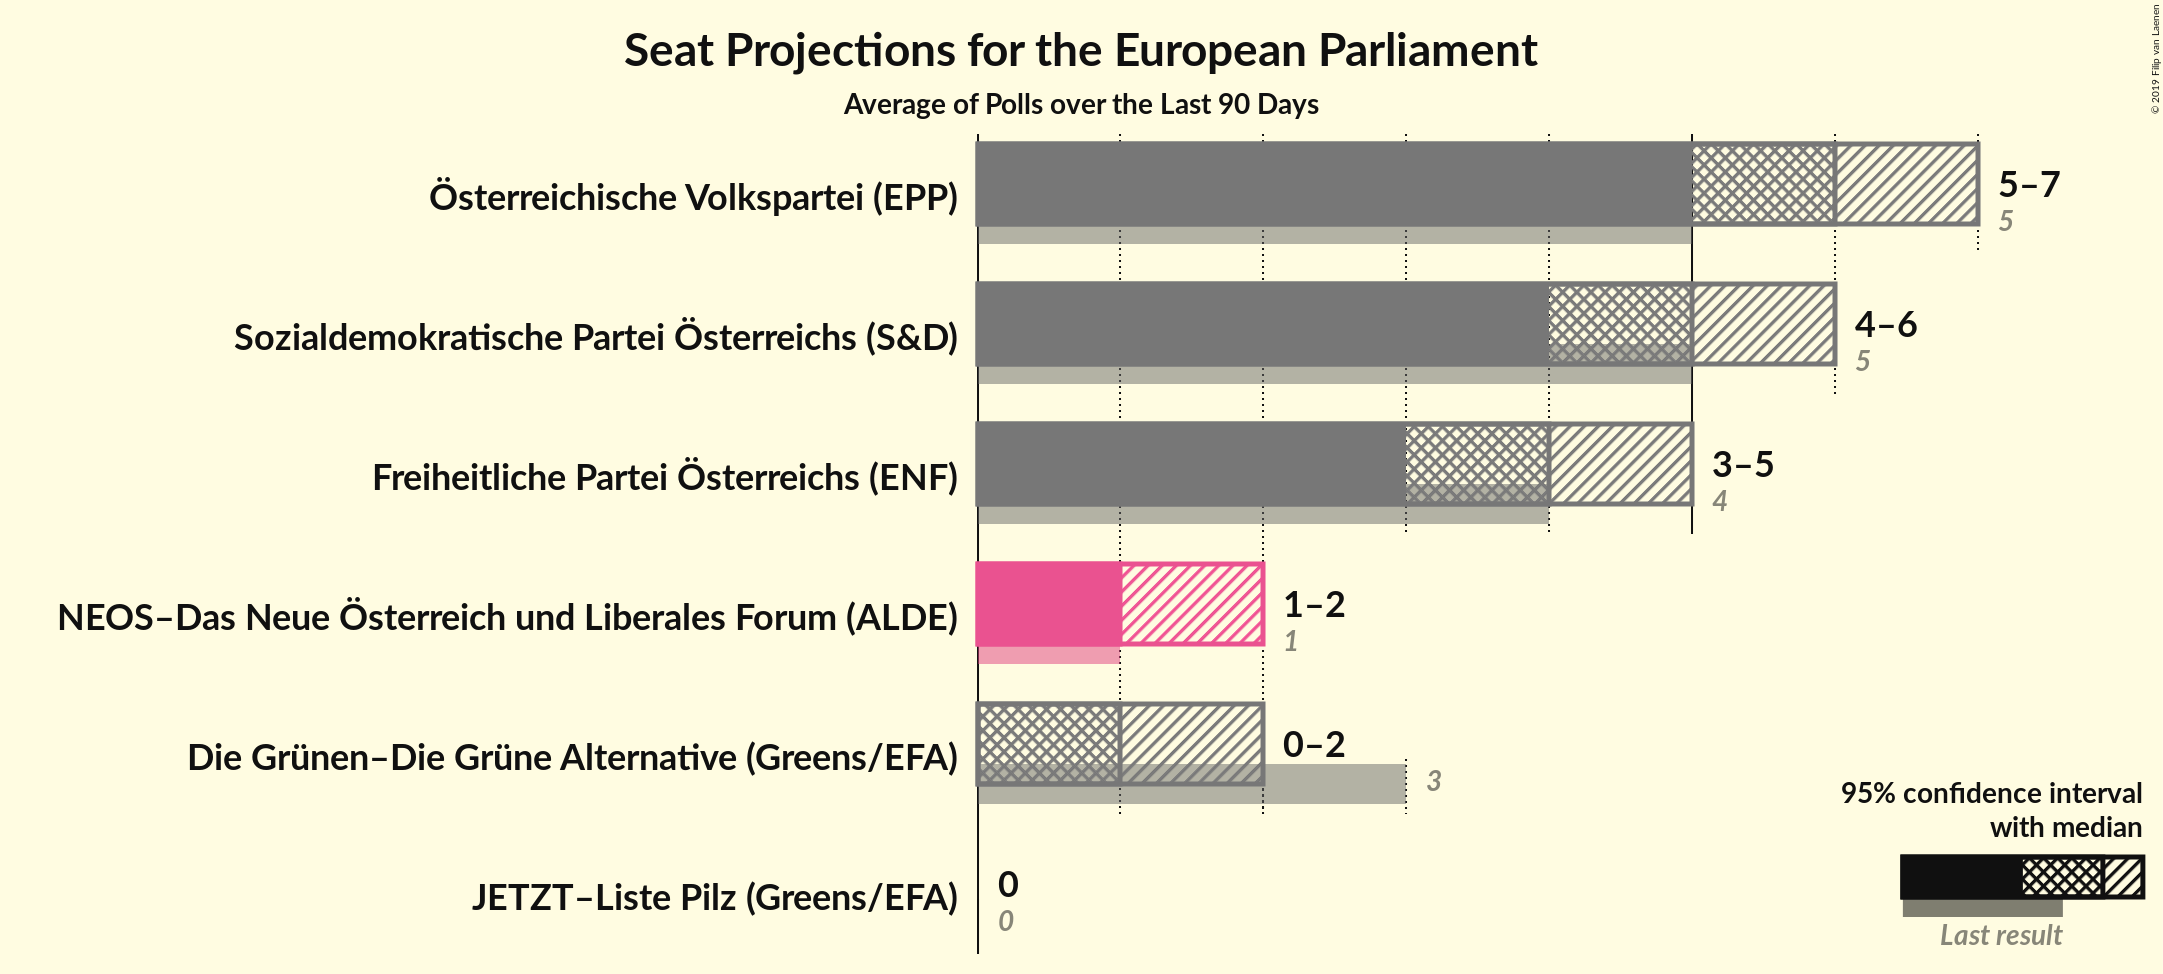 Seat Projections for the European Parliament
Average of Polls over the Last 90 Days
© 2019 Filip van Laenen
Österreichische Volkspartei (EPP)
5–7
5
Sozialdemokratische Partei Österreichs (S&D)
4–6
5
Freiheitliche Partei Österreichs (ENF)
3–5
4
NEOS–Das Neue Österreich und Liberales Forum (ALDE)
1–2
1
Die Grünen–Die Grüne Alternative (Greens/EFA)
0–2
3
JETZT–Liste Pilz (Greens/EFA)
0
0
95% confidence interval
with median
Last result